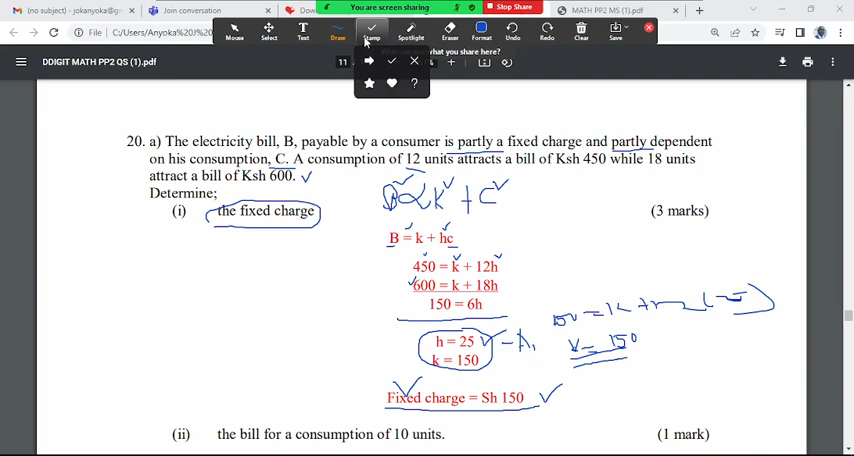 (no subject) - jokanyoka@gm
Join conversation
Dow
You are screen sharing
Stop Share
MATH PP2 MS (1).pdf
File
C:/Users/Anyoka%20J%20
Mouse
Select
Text
Draw
Stamp
Spotlight
Eraser
Format
Undo
Redo
Clear
Save
what you share here?
DDIGIT MATH PP2 QS (1).pdf
11
20. a) The electricity bill, B, payable by a consumer is partly a fixed charge and partly dependent
on his consumption, C. A consumption of 12 units attracts a bill of Ksh 450 while 18 units
attract a bill of Ksh 600.
Determine;
B ∝ K + C
(i) the fixed charge (3 marks)
B = k + hc
450 = k + 12h
600 = k + 18h
150 = 6h
h = 25
k = 150
k = 150
Fixed charge = Sh 150
(ii) the bill for a consumption of 10 units. (1 mark)